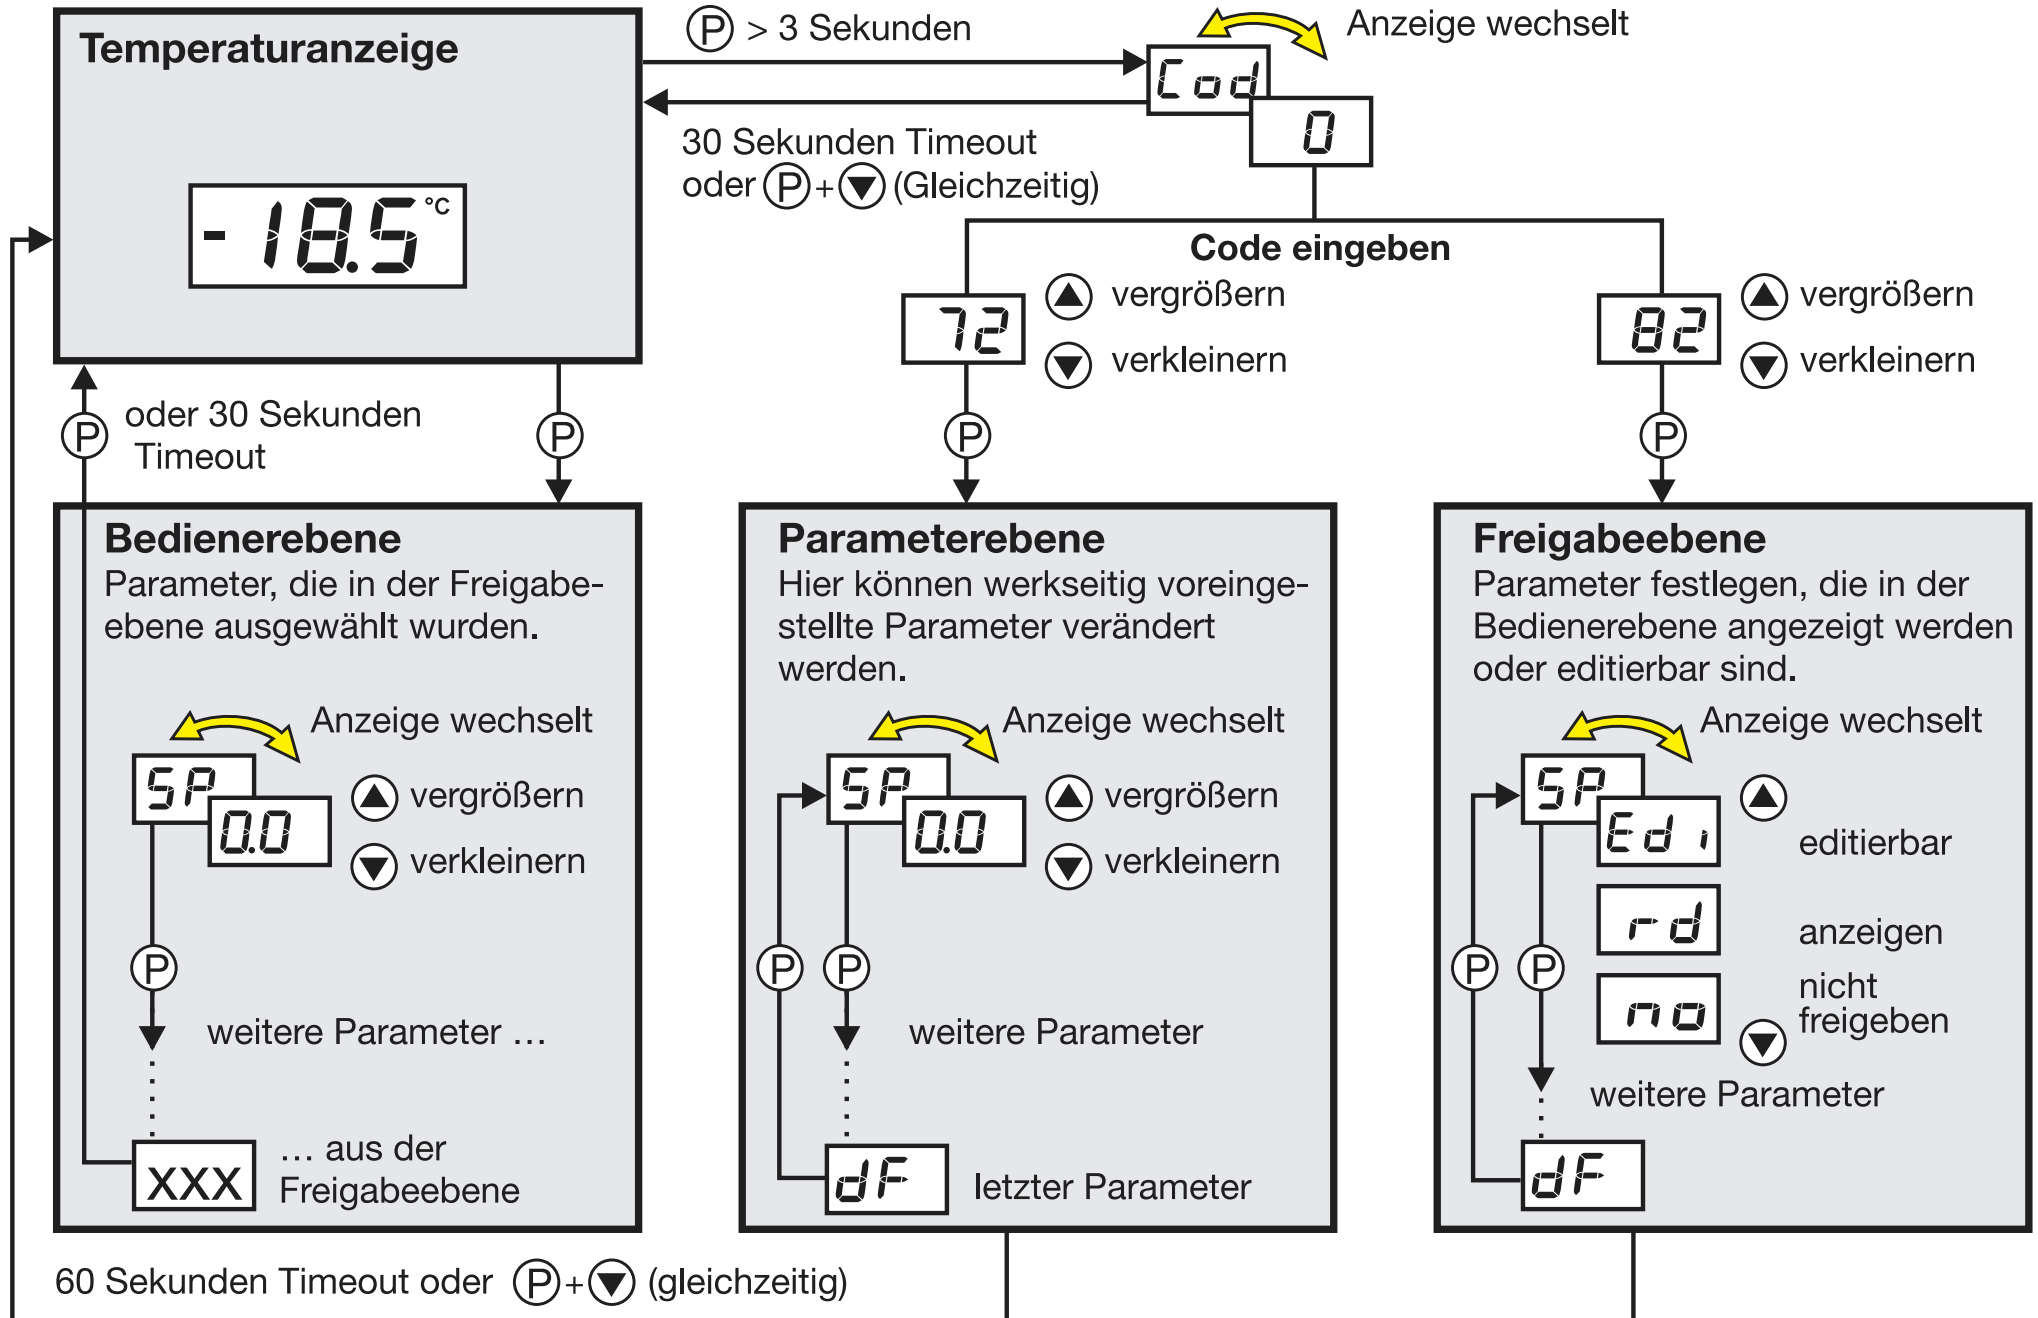 Temperaturanzeige
-18.5 °C
P > 3 Sekunden
Anzeige wechselt
Cod
0
30 Sekunden Timeout
oder P + ▼ (Gleichzeitig)
Code eingeben
72
▲ vergrößern
▼ verkleinern
82
▲ vergrößern
▼ verkleinern
P
oder 30 Sekunden
Timeout
P
P
P
Bedienerebene
Parameter, die in der Freigabe-
ebene ausgewählt wurden.
Anzeige wechselt
SP
0.0
▲ vergrößern
▼ verkleinern
P
weitere Parameter ...
xxx
... aus der
Freigabeebene
Parameterebene
Hier können werkseitig voreinge-
stellte Parameter verändert
werden.
Anzeige wechselt
SP
0.0
▲ vergrößern
▼ verkleinern
P
P
weitere Parameter
dF
letzter Parameter
Freigabeebene
Parameter festlegen, die in der
Bedienerebene angezeigt werden
oder editierbar sind.
Anzeige wechselt
SP
Edi
▲
editierbar
rd
anzeigen
P
P
no
nicht
freigeben
▼
weitere Parameter
dF
60 Sekunden Timeout oder P + ▼ (gleichzeitig)